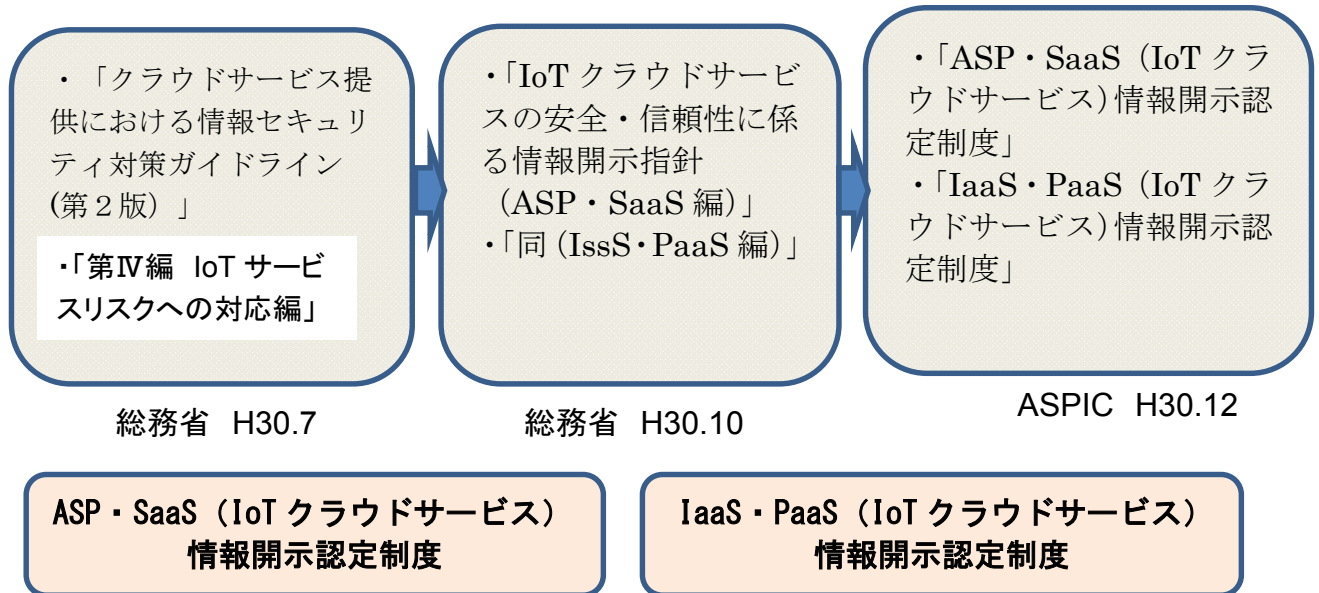 ・「クラウドサービス提
供における情報セキュリ
ティ対策ガイドライン
(第２版）」
・「第Ⅳ編 IoT サービ
スリスクへの対応編」
総務省 H30.7
・「IoT クラウドサービ
スの安全・信頼性に係
る情報開示指針
（ASP・SaaS 編）」
・「同（IssS・PaaS 編）」
総務省 H30.10
・「ASP・SaaS（IoT クラ
ウドサービス）情報開示認
定制度」
・「IaaS・PaaS（IoT クラ
ウドサービス）情報開示認
定制度」
ASPIC H30.12
ASP・SaaS（IoT クラウドサービス）
情報開示認定制度
IaaS・PaaS（IoT クラウドサービス）
情報開示認定制度